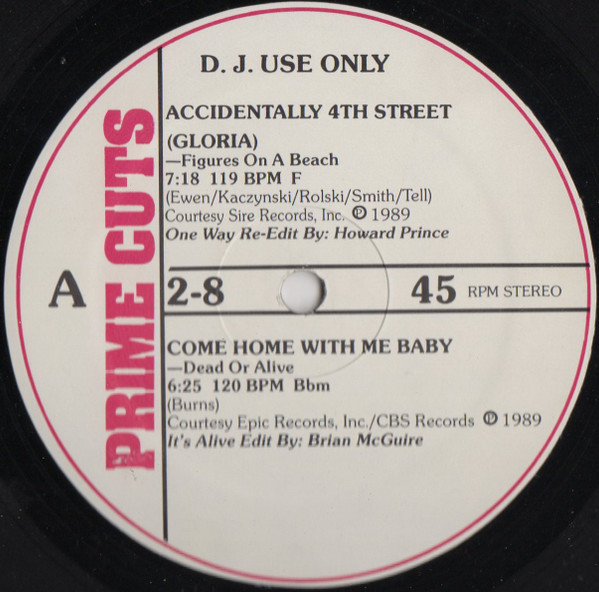 D. J. USE ONLY
ACCIDENTALLY 4TH STREET
(GLORIA)
—Figures On A Beach
7:18 119 BPM F
(Ewen/Kaczynski/Rolski/Smith/Tell)
Courtesy Sire Records, Inc. ℗ 1989
One Way Re-Edit By: Howard Prince
PRIME CUTS
A
2-8
45 RPM STEREO
COME HOME WITH ME BABY
—Dead Or Alive
6:25 120 BPM Bbm
(Burns)
Courtesy Epic Records, Inc./CBS Records ℗ 1989
It's Alive Edit By: Brian McGuire